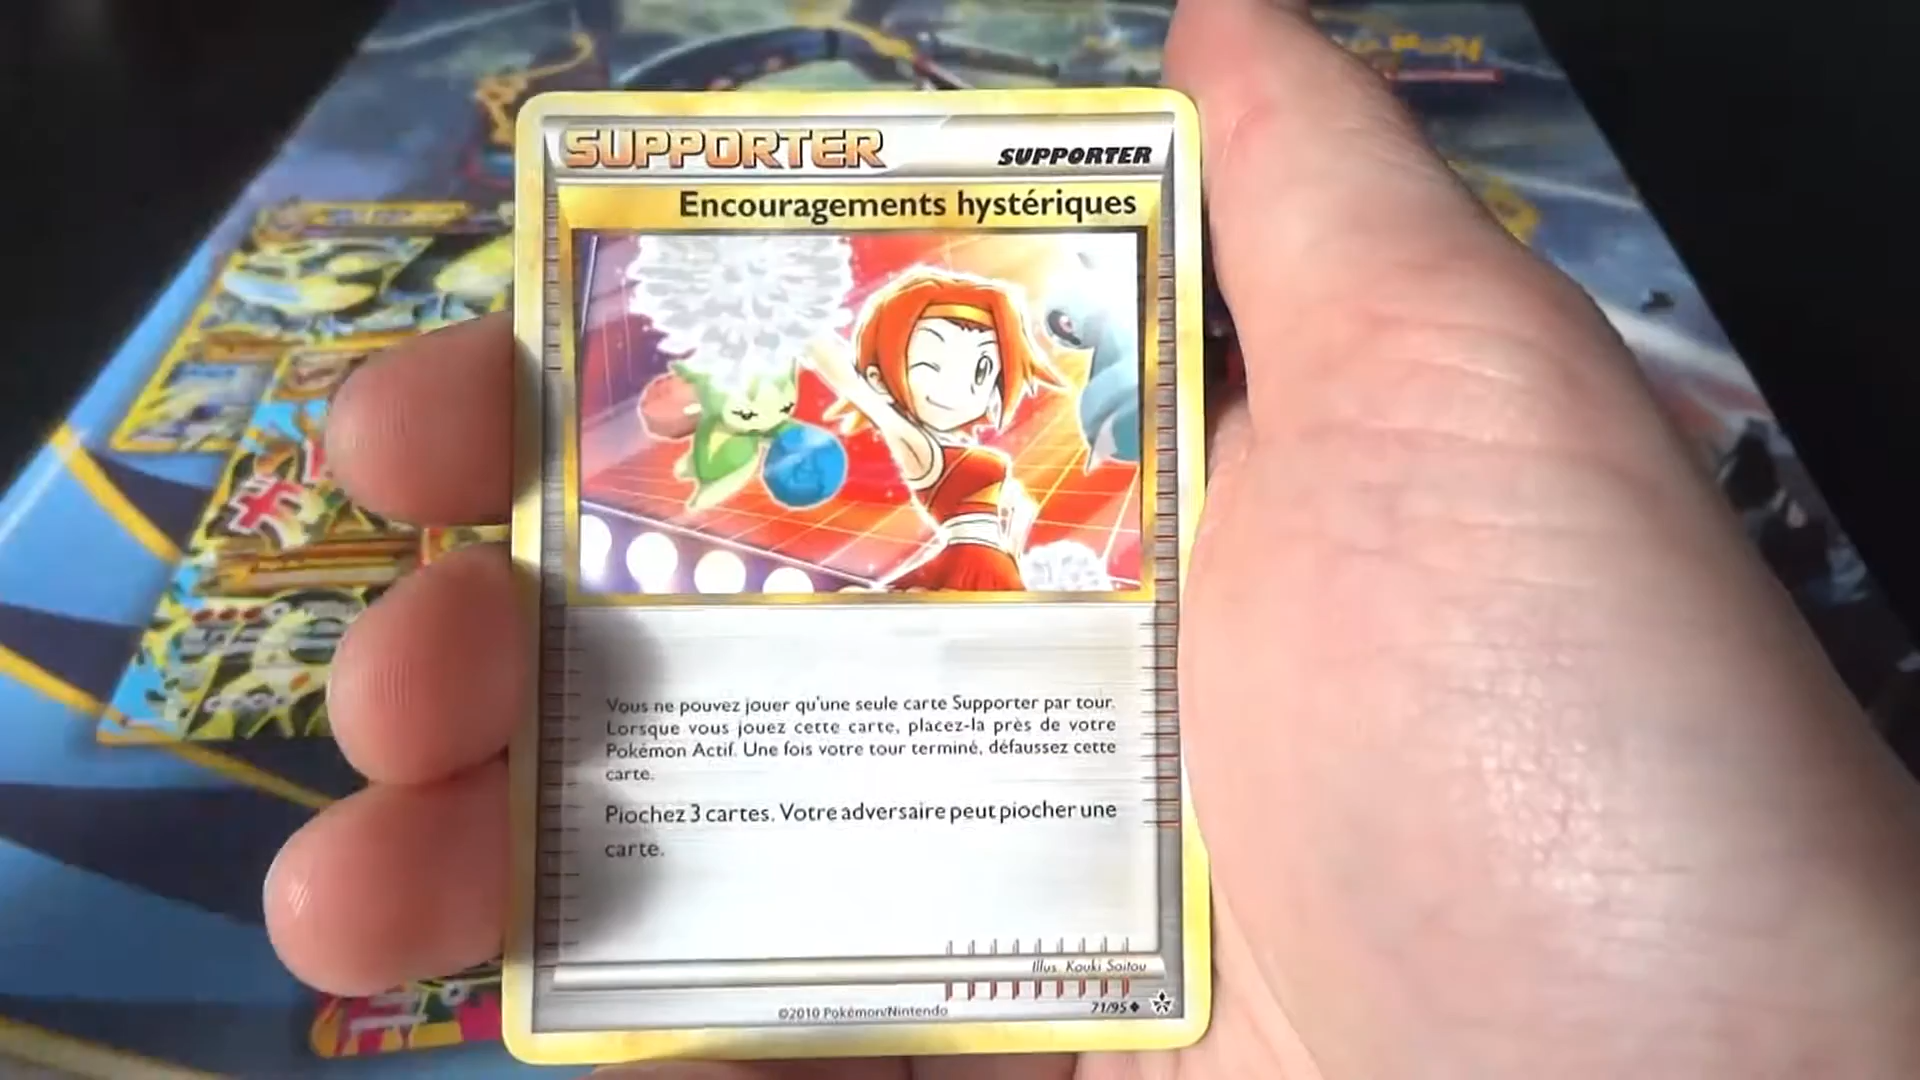 SUPPORTER
SUPPORTER
Encouragements hystériques
Vous ne pouvez jouer qu'une seule carte Supporter par tour.
Lorsque vous jouez cette carte, placez-la près de votre
Pokémon Actif. Une fois votre tour terminé, défaussez cette
carte.
Piochez 3 cartes. Votre adversaire peut piocher une
carte.
Illus. Kouki Saitou
©2010 Pokémon/Nintendo
71/95